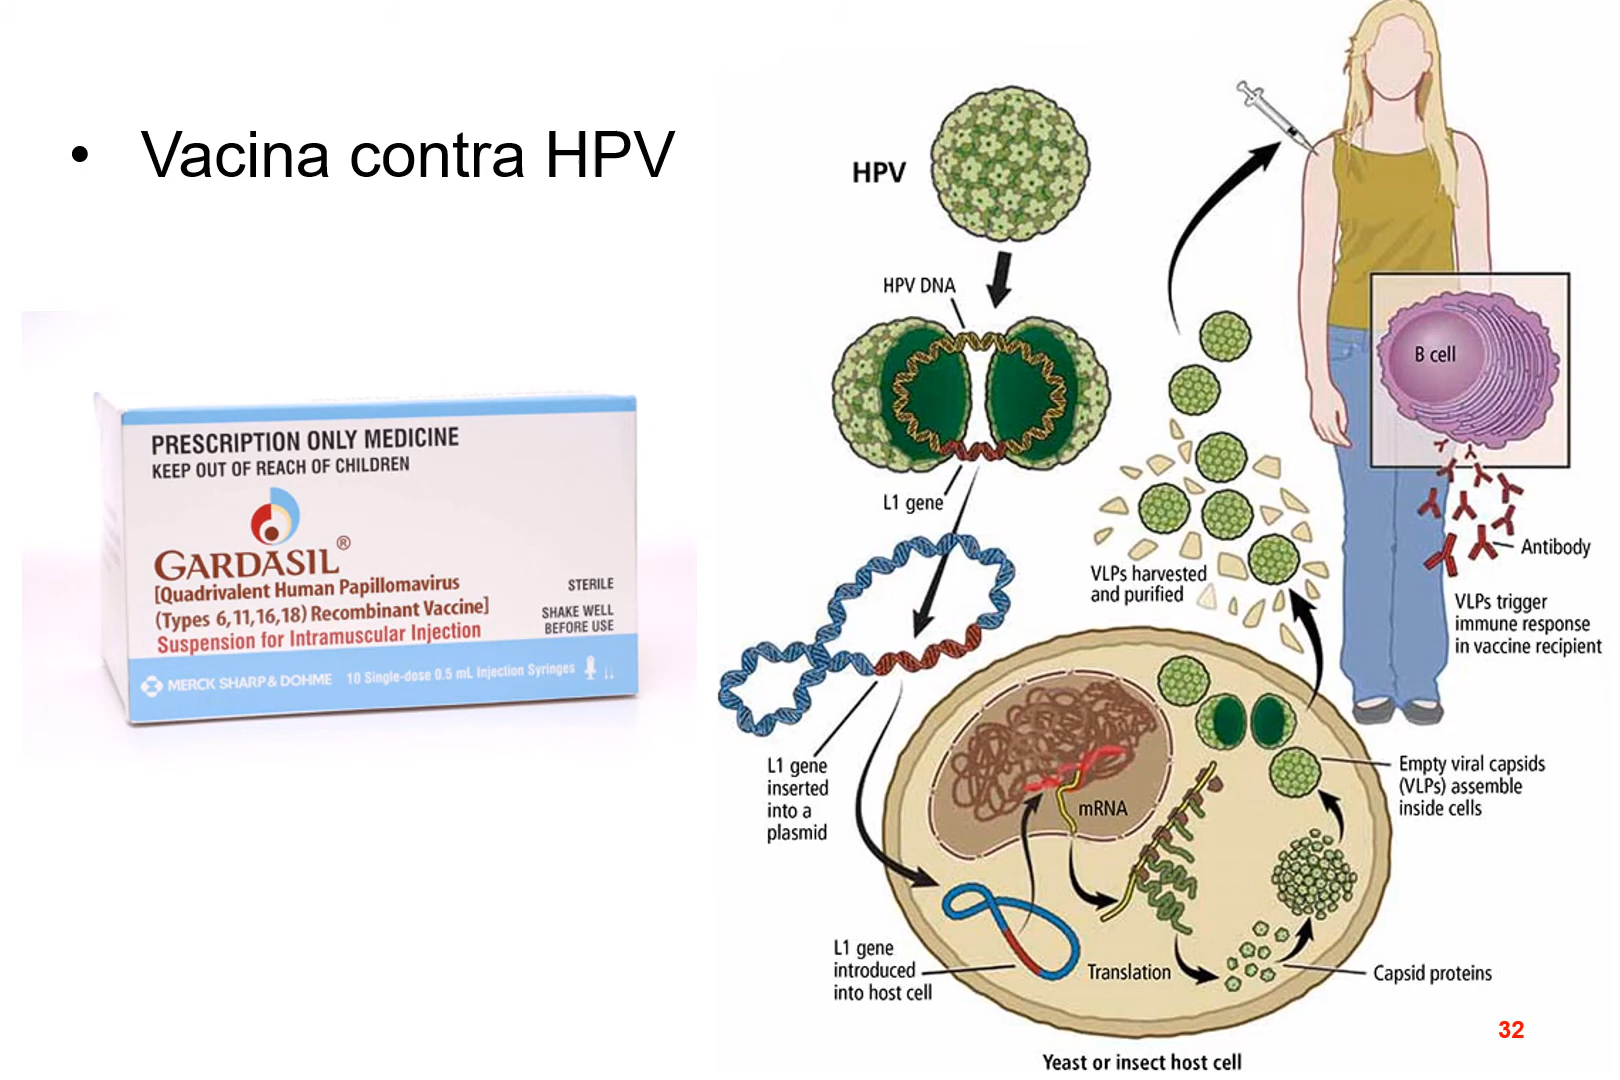 • Vacina contra HPV
PRESCRIPTION ONLY MEDICINE
KEEP OUT OF REACH OF CHILDREN
GARDASIL®
[Quadrivalent Human Papillomavirus
(Types 6,11,16,18) Recombinant Vaccine]
Suspension for Intramuscular Injection
STERILE
SHAKE WELL
BEFORE USE
MERCK SHARP & DOHME
10 Single-dose 0.5 mL Injection Syringes
HPV
HPV DNA
L1 gene
L1 gene
inserted
into a
plasmid
L1 gene
introduced
into host cell
mRNA
Translation
Capsid proteins
Empty viral capsids
(VLPs) assemble
inside cells
VLPs harvested
and purified
B cell
Antibody
VLPs trigger
immune response
in vaccine recipient
Yeast or insect host cell
32